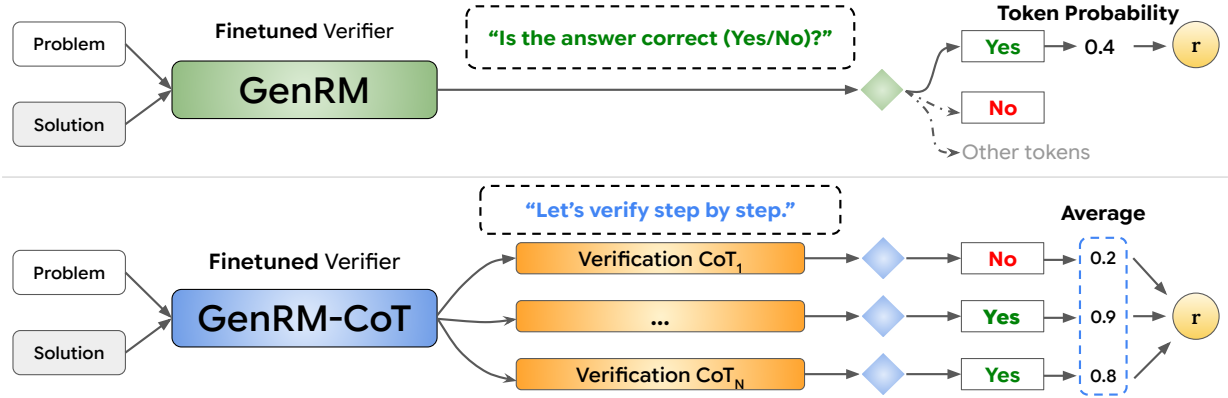 Problem
Solution
Finetuned Verifier
GenRM
“Is the answer correct (Yes/No)?”
Token Probability
Yes
0.4
r
No
Other tokens
Problem
Solution
Finetuned Verifier
GenRM-CoT
“Let’s verify step by step.”
Average
Verification CoT₁
No
0.2
...
Yes
0.9
r
Verification CoT_N
Yes
0.8